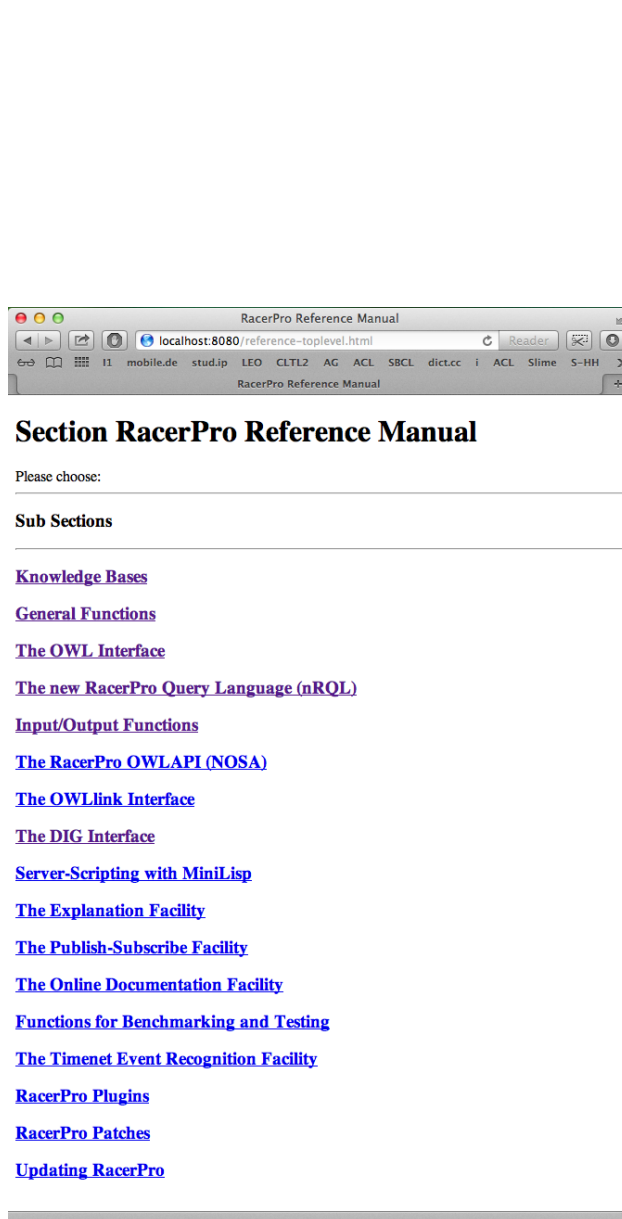 RacerPro Reference Manual
localhost:8080/reference-toplevel.html
Reader
I1 mobile.de stud.ip LEO CLTL2 AG ACL SBCL dict.cc i ACL Slime S-HH
RacerPro Reference Manual
Section RacerPro Reference Manual
Please choose:
Sub Sections
Knowledge Bases
General Functions
The OWL Interface
The new RacerPro Query Language (nRQL)
Input/Output Functions
The RacerPro OWLAPI (NOSA)
The OWLlink Interface
The DIG Interface
Server-Scripting with MiniLisp
The Explanation Facility
The Publish-Subscribe Facility
The Online Documentation Facility
Functions for Benchmarking and Testing
The Timenet Event Recognition Facility
RacerPro Plugins
RacerPro Patches
Updating RacerPro